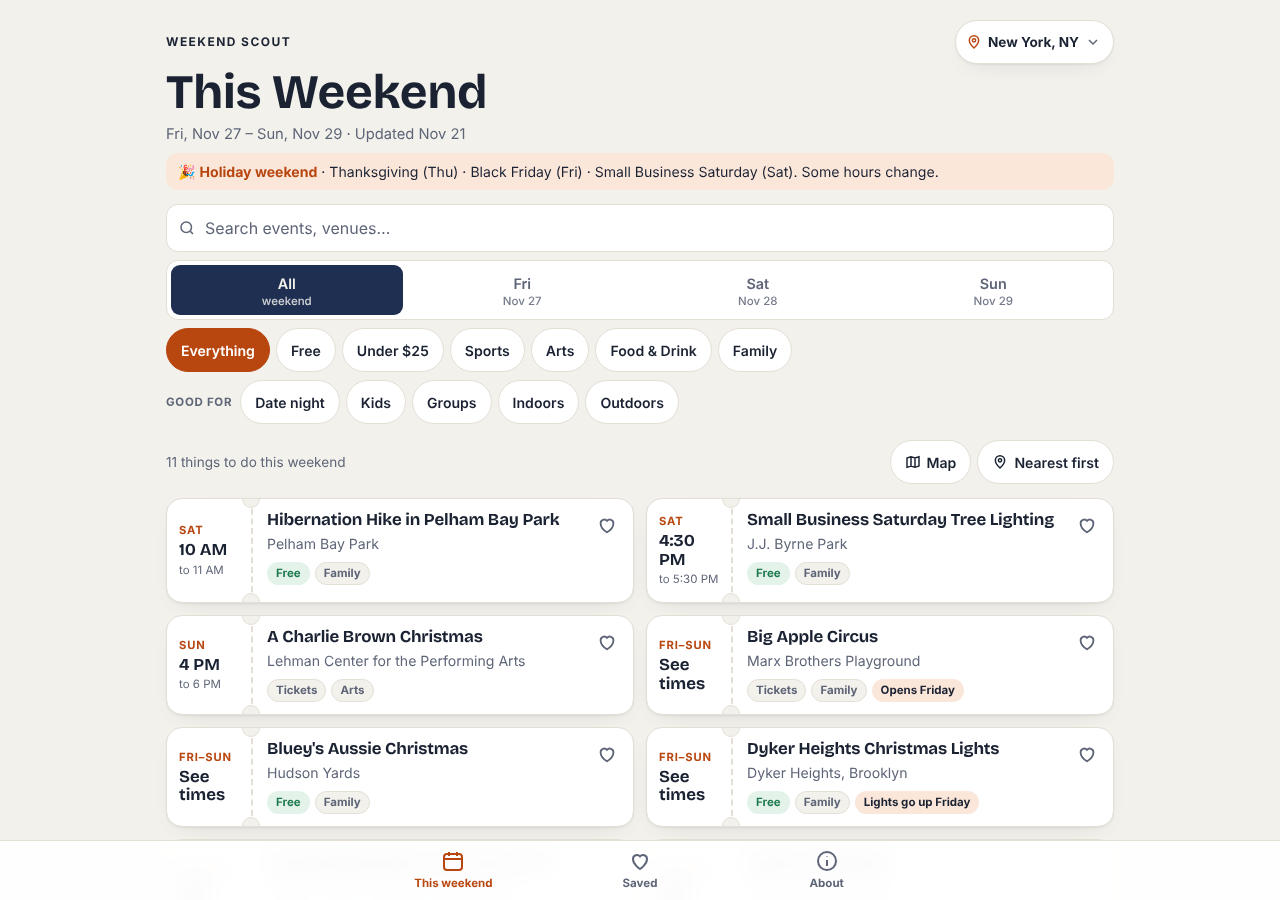 WEEKEND SCOUT
New York, NY
This Weekend
Fri, Nov 27 – Sun, Nov 29 · Updated Nov 21
🎉 Holiday weekend · Thanksgiving (Thu) · Black Friday (Fri) · Small Business Saturday (Sat). Some hours change.
Search events, venues...
All
weekend
Fri
Nov 27
Sat
Nov 28
Sun
Nov 29
Everything
Free
Under $25
Sports
Arts
Food & Drink
Family
GOOD FOR
Date night
Kids
Groups
Indoors
Outdoors
11 things to do this weekend
Map
Nearest first
SAT
10 AM
to 11 AM
Hibernation Hike in Pelham Bay Park
Pelham Bay Park
Free
Family
SAT
4:30
PM
to 5:30 PM
Small Business Saturday Tree Lighting
J.J. Byrne Park
Free
Family
SUN
4 PM
to 6 PM
A Charlie Brown Christmas
Lehman Center for the Performing Arts
Tickets
Arts
FRI–SUN
See
times
Big Apple Circus
Marx Brothers Playground
Tickets
Family
Opens Friday
FRI–SUN
See
times
Bluey's Aussie Christmas
Hudson Yards
Free
Family
FRI–SUN
See
times
Dyker Heights Christmas Lights
Dyker Heights, Brooklyn
Free
Family
Lights go up Friday
This weekend
Saved
About